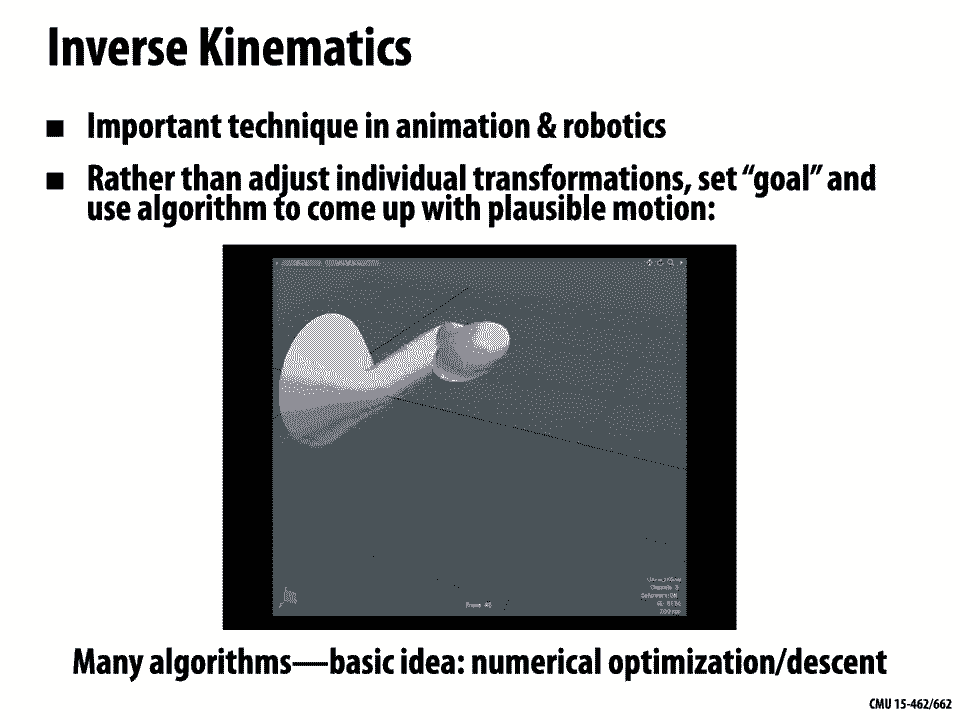 Inverse Kinematics
■ Important technique in animation & robotics
■ Rather than adjust individual transformations, set “goal” and
use algorithm to come up with plausible motion:
Many algorithms—basic idea: numerical optimization/descent
CMU 15-462/662